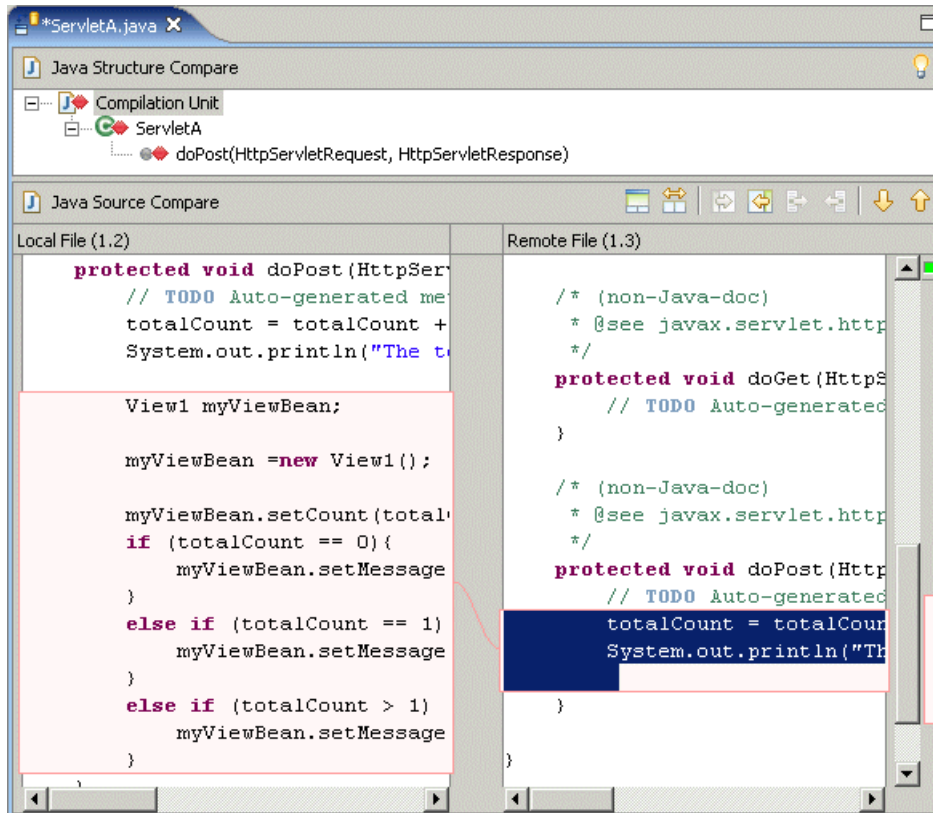 *ServletA.java
Java Structure Compare
Compilation Unit
ServletA
doPost(HttpServletRequest, HttpServletResponse)
Java Source Compare
Local File (1.2)
protected void doPost(HttpSer
// TODO Auto-generated me
totalCount = totalCount +
System.out.println("The t
View1 myViewBean;
myViewBean =new View1();
myViewBean.setCount(total
if (totalCount == 0){
myViewBean.setMessage
}
else if (totalCount == 1)
myViewBean.setMessage
}
else if (totalCount > 1)
myViewBean.setMessage
}
Remote File (1.3)
/* (non-Java-doc)
* @see javax.servlet.http
*/
protected void doGet(HttpS
// TODO Auto-generated
}
/* (non-Java-doc)
* @see javax.servlet.http
*/
protected void doPost(Http
// TODO Auto-generated
totalCount = totalCoun
System.out.println("Th
}
}